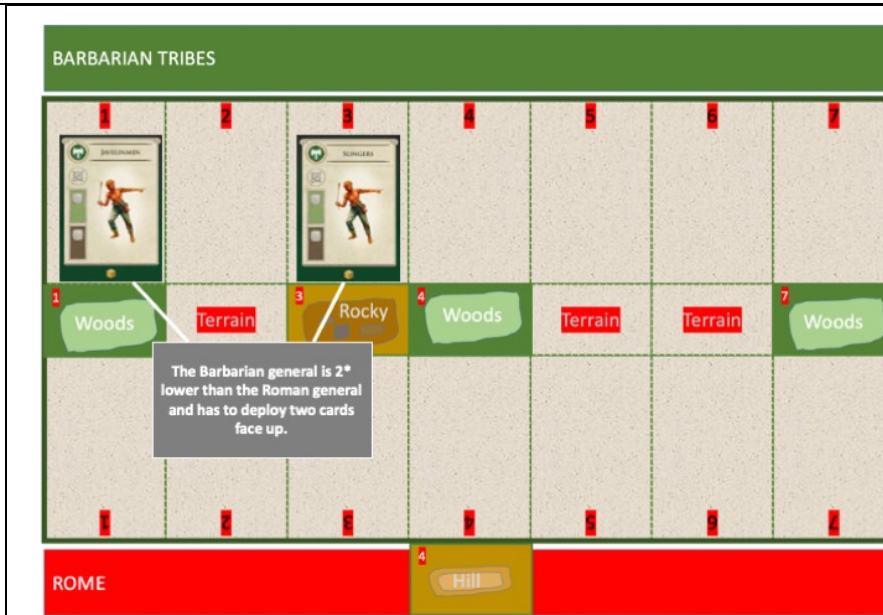 BARBARIAN TRIBES
1 2 3 4 5 6 7
JAVELINMEN
SLINGERS
1 Woods
Terrain
3 Rocky
4 Woods
Terrain
Terrain
7 Woods
The Barbarian general is 2*
lower than the Roman general
and has to deploy two cards
face up.
1 2 3 4 5 6 7
ROME
4 Hill